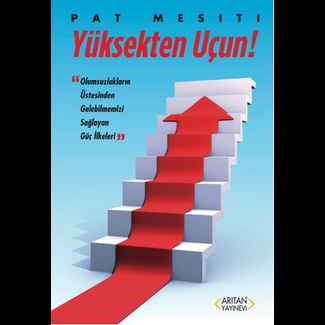 PAT MESITI
Yüksekten Uçun!
“Olumsuzlukların
Üstesinden
Gelebilmemizi
Sağlayan
Güç İlkeleri”
ARITAN
YAYINEVİ